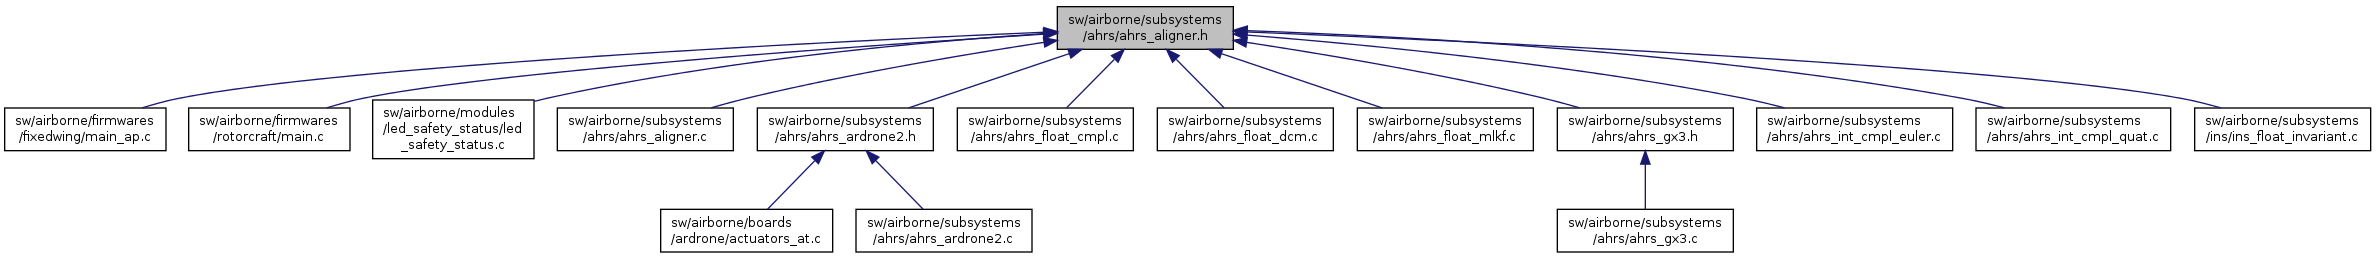 sw/airborne/subsystems
/ahrs/ahrs_aligner.h
sw/airborne/firmwares
/fixedwing/main_ap.c
sw/airborne/firmwares
/rotorcraft/main.c
sw/airborne/modules
/led_safety_status/led
_safety_status.c
sw/airborne/subsystems
/ahrs/ahrs_aligner.c
sw/airborne/subsystems
/ahrs/ahrs_ardrone2.h
sw/airborne/subsystems
/ahrs/ahrs_float_cmpl.c
sw/airborne/subsystems
/ahrs/ahrs_float_dcm.c
sw/airborne/subsystems
/ahrs/ahrs_float_mlkf.c
sw/airborne/subsystems
/ahrs/ahrs_gx3.h
sw/airborne/subsystems
/ahrs/ahrs_int_cmpl_euler.c
sw/airborne/subsystems
/ahrs/ahrs_int_cmpl_quat.c
sw/airborne/subsystems
/ins/ins_float_invariant.c
sw/airborne/boards
/ardrone/actuators_at.c
sw/airborne/subsystems
/ahrs/ahrs_ardrone2.c
sw/airborne/subsystems
/ahrs/ahrs_gx3.c